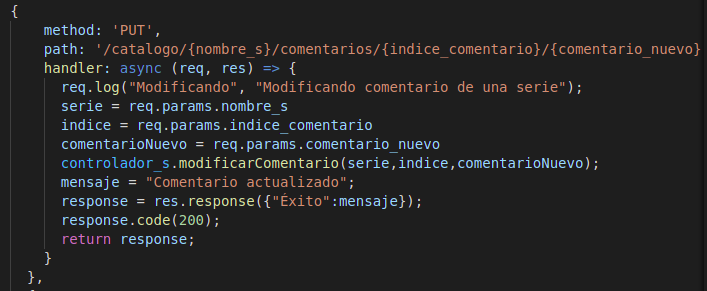 {
method: 'PUT',
path: '/catalogo/{nombre_s}/comentarios/{indice_comentario}/{comentario_nuevo}
handler: async (req, res) => {
req.log("Modificando", "Modificando comentario de una serie");
serie = req.params.nombre_s
indice = req.params.indice_comentario
comentarioNuevo = req.params.comentario_nuevo
controlador_s.modificarComentario(serie,indice,comentarioNuevo);
mensaje = "Comentario actualizado";
response = res.response({"Éxito":mensaje});
response.code(200);
return response;
}
},